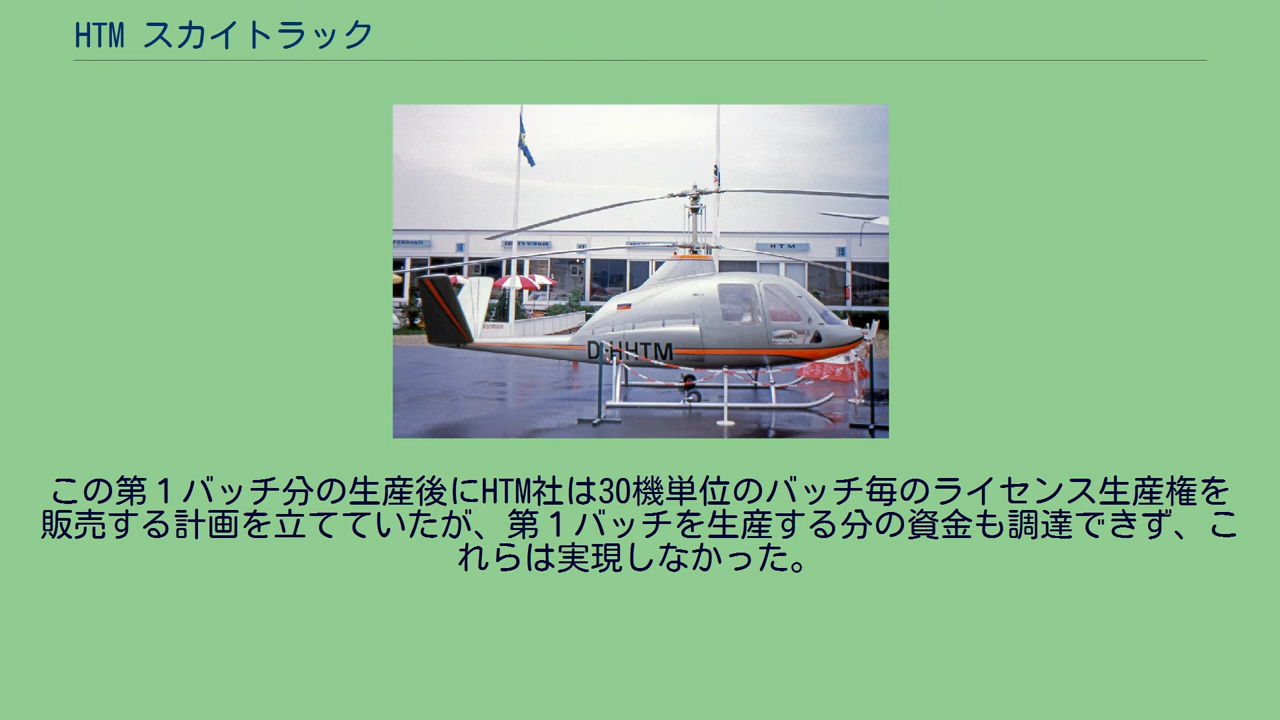 HTM スカイトラック
HTM
19
D-HHTM
この第１バッチ分の生産後にHTM社は30機単位のバッチ毎のライセンス生産権を
販売する計画を立てていたが、第１バッチを生産する分の資金も調達できず、こ
れらは実現しなかった。